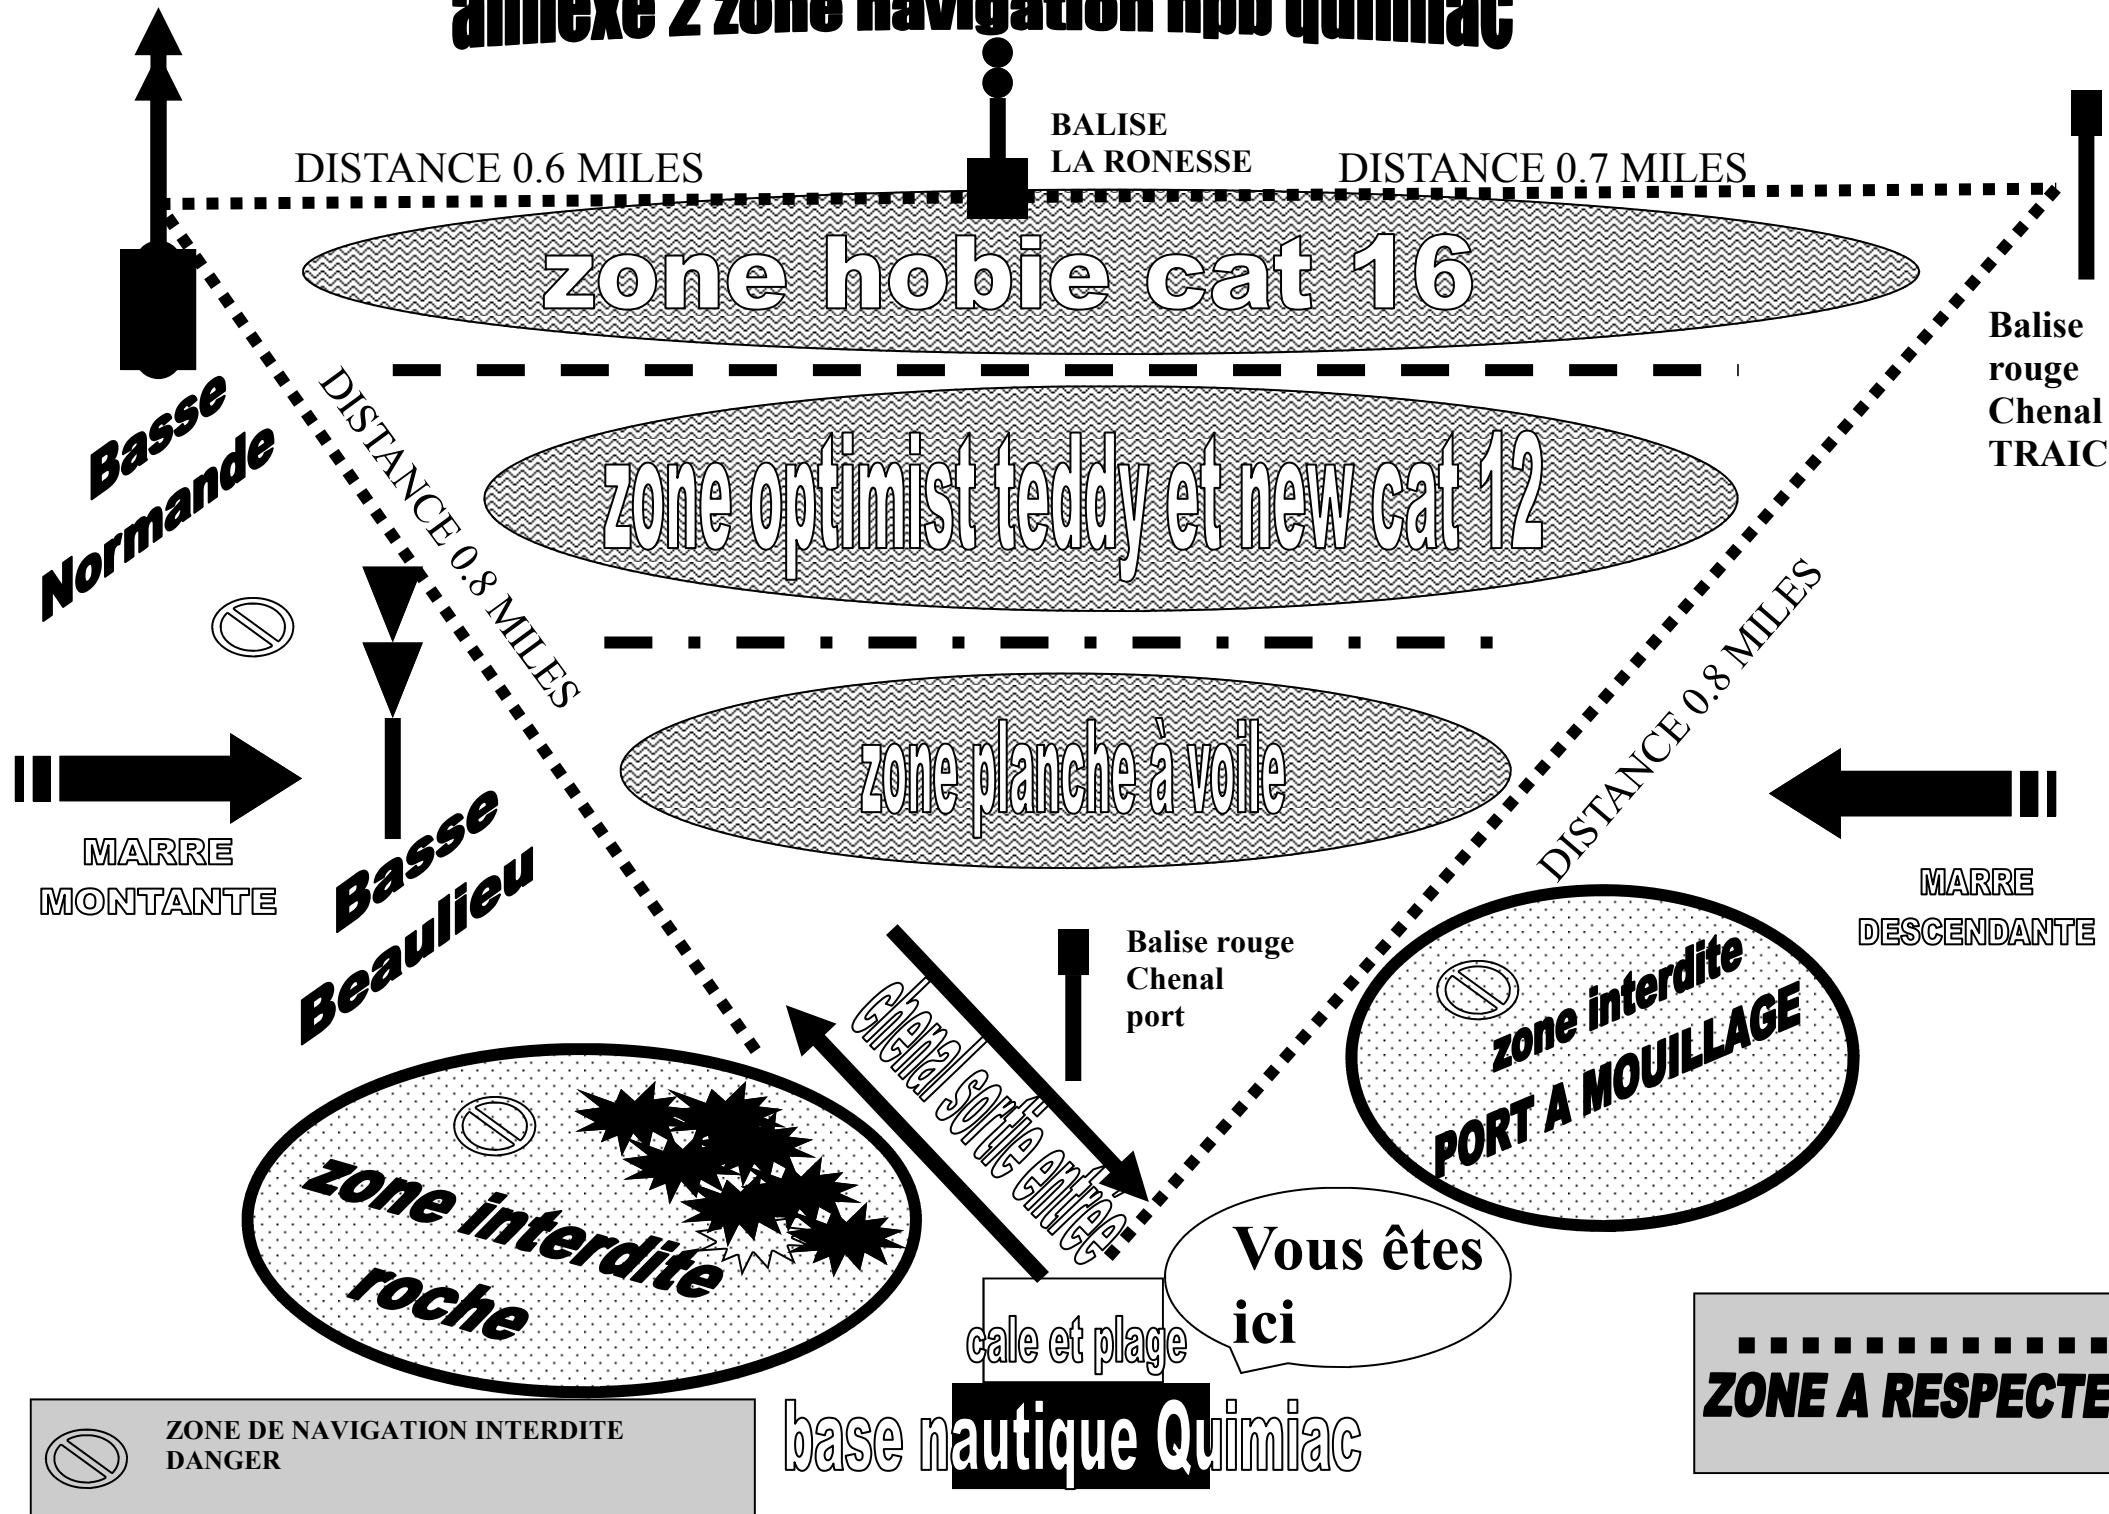 annexe 2 zone navigation npb quimiac
BALISE
LA RONESSE
DISTANCE 0.6 MILES
DISTANCE 0.7 MILES
zone hobie cat 16
Balise
rouge
Chenal
TRAIC
Basse
Normande
DISTANCE 0.8 MILES
zone optimist teddy et new cat 12
DISTANCE 0.8 MILES
zone planche à voile
MARRE
MONTANTE
Basse
Beaulieu
MARRE
DESCENDANTE
Balise rouge
Chenal
port
chenal sortie entrée
zone interdite
PORT A MOUILLAGE
zone interdite
roche
Vous êtes
ici
cale et plage
base nautique Quimiac
ZONE A RESPECTE
ZONE DE NAVIGATION INTERDITE
DANGER